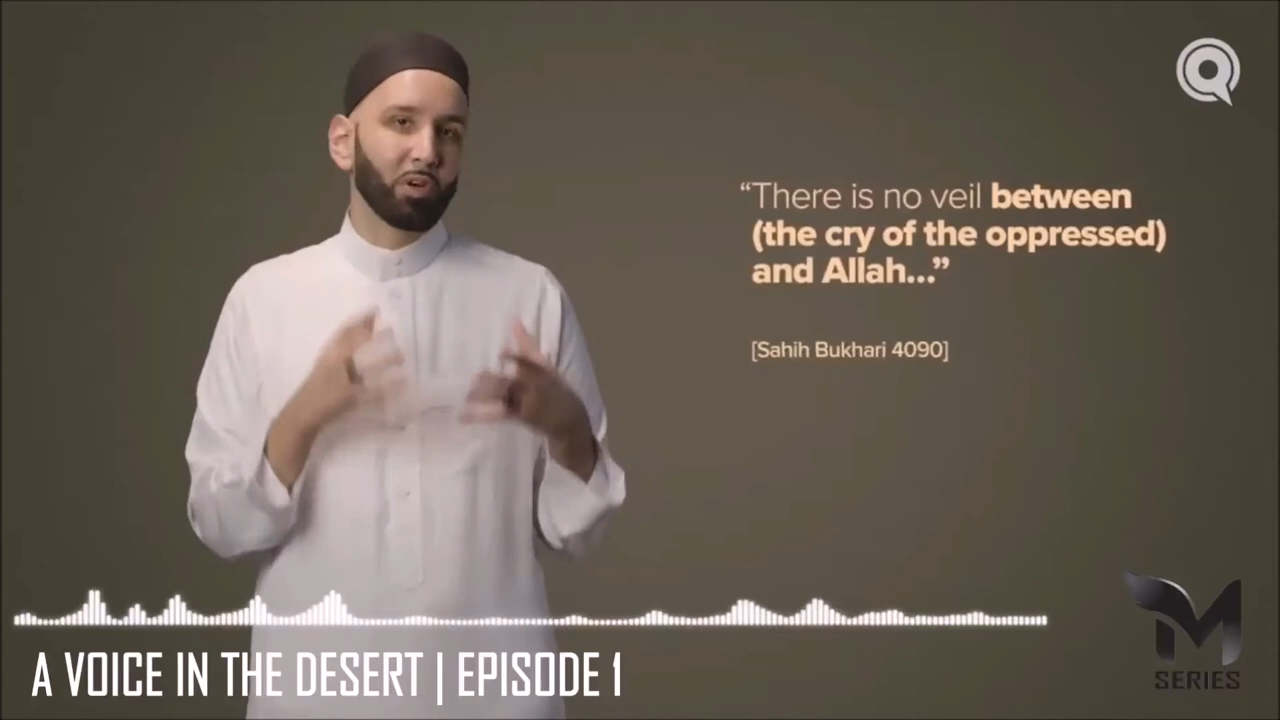 “There is no veil between
(the cry of the oppressed)
and Allah...”
[Sahih Bukhari 4090]
A VOICE IN THE DESERT | EPISODE 1
M
SERIES